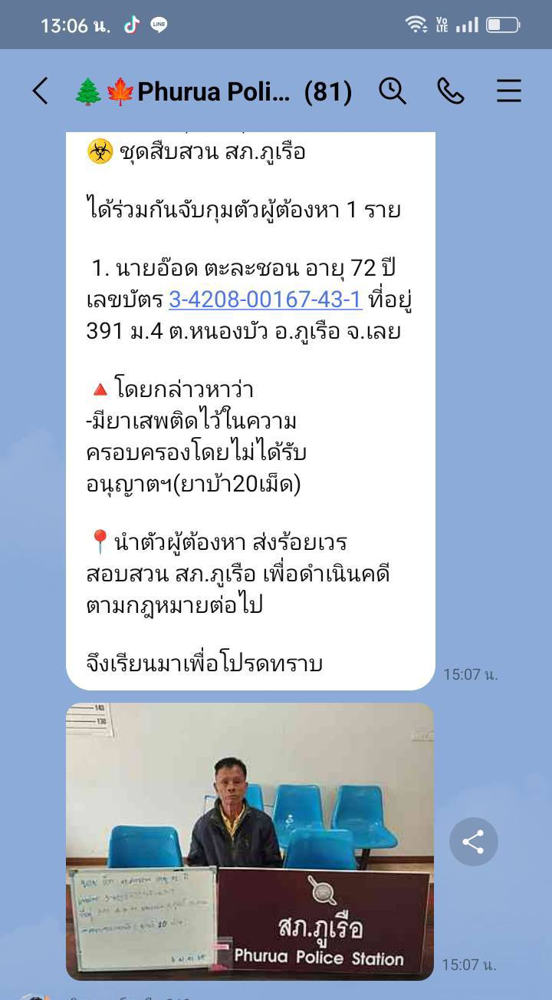 13:06 น.
LINE
Vo
LTE
Phurua Poli... (81)
ชุดสืบสวน สภ.ภูเรือ
ได้ร่วมกันจับกุมตัวผู้ต้องหา 1 ราย
1. นายอ๊อด ตะละชอน อายุ 72 ปี
เลขบัตร 3-4208-00167-43-1 ที่อยู่
391 ม.4 ต.หนองบัว อ.ภูเรือ จ.เลย
โดยกล่าวหาว่า
-มียาเสพติดไว้ในความ
ครอบครองโดยไม่ได้รับ
อนุญาตฯ(ยาบ้า20เม็ด)
นำตัวผู้ต้องหา ส่งร้อยเวร
สอบสวน สภ.ภูเรือ เพื่อดำเนินคดี
ตามกฎหมายต่อไป
จึงเรียนมาเพื่อโปรดทราบ
15:07 น.
140
130
สภ.ภูเรือ
Phurua Police Station
15:07 น.